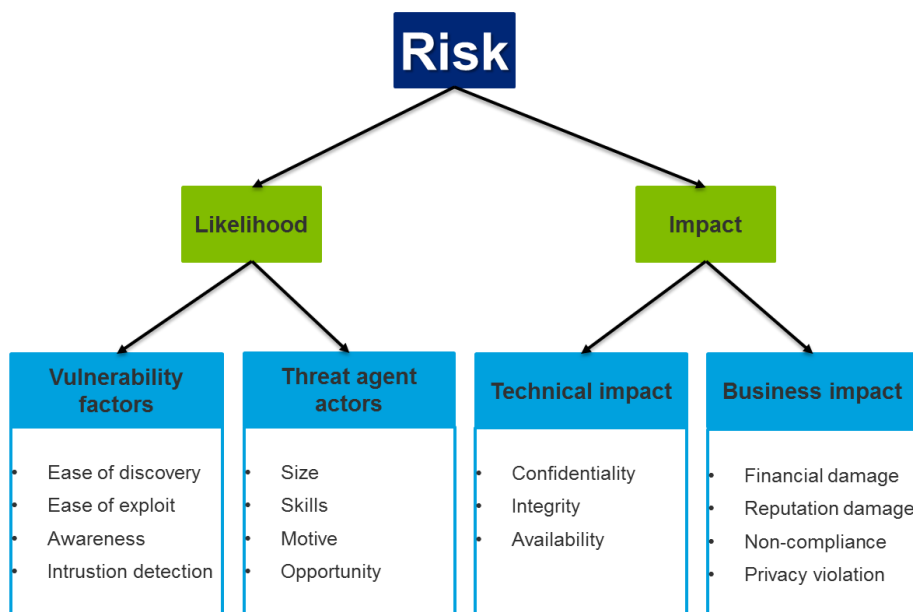 Risk
Likelihood
Impact
Vulnerability
factors
• Ease of discovery
• Ease of exploit
• Awareness
• Intrustion detection
Threat agent
actors
• Size
• Skills
• Motive
• Opportunity
Technical impact
• Confidentiality
• Integrity
• Availability
Business impact
• Financial damage
• Reputation damage
• Non-compliance
• Privacy violation